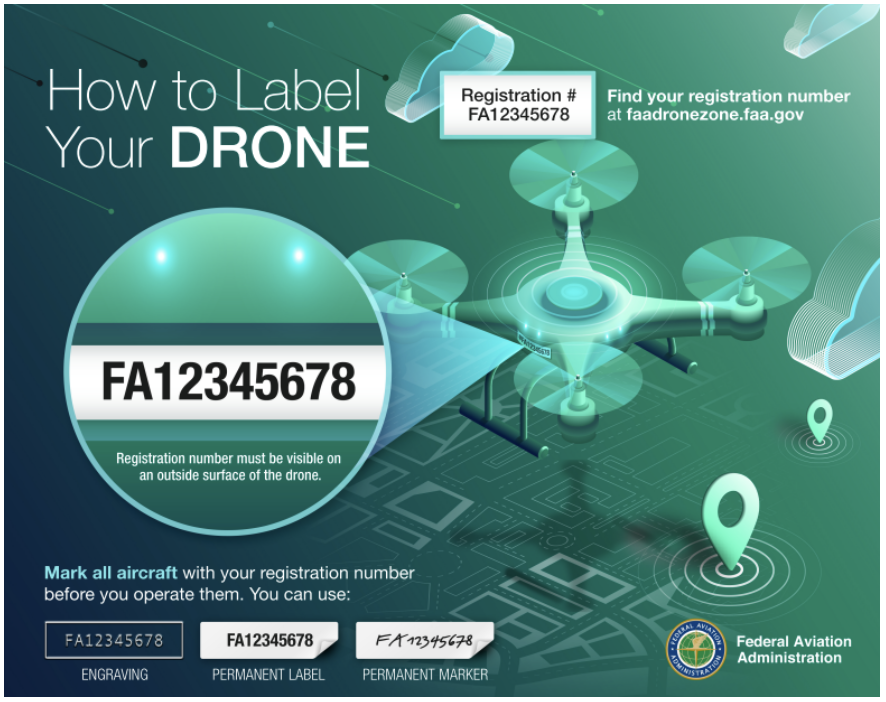 How to Label
Your DRONE
Registration #
FA12345678
Find your registration number
at faadronezone.faa.gov
FA12345678
FA12345678
Registration number must be visible on
an outside surface of the drone.
Mark all aircraft with your registration number
before you operate them. You can use:
FA12345678
ENGRAVING
FA12345678
PERMANENT LABEL
FA12345678
PERMANENT MARKER
FEDERAL AVIATION
ADMINISTRATION
Federal Aviation
Administration